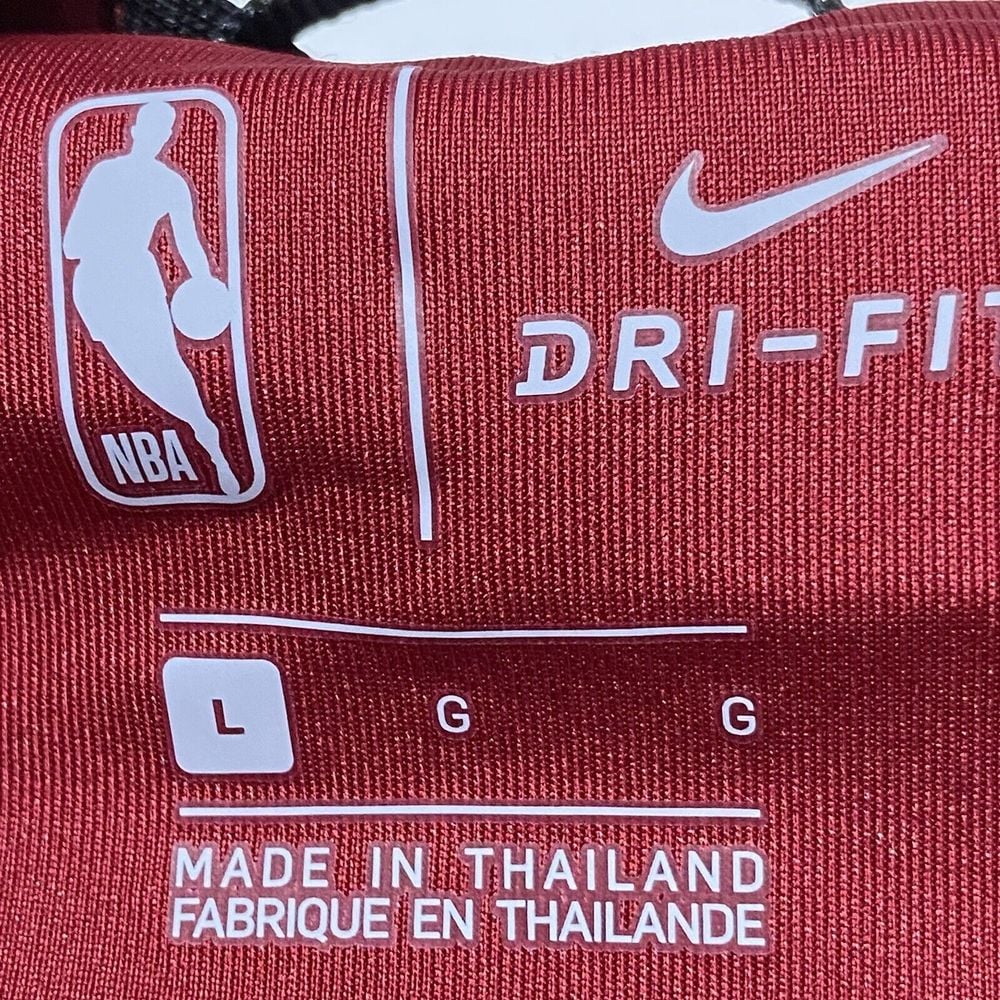 NBA
DRI-FIT
L G G
MADE IN THAILAND
FABRIQUE EN THAILANDE